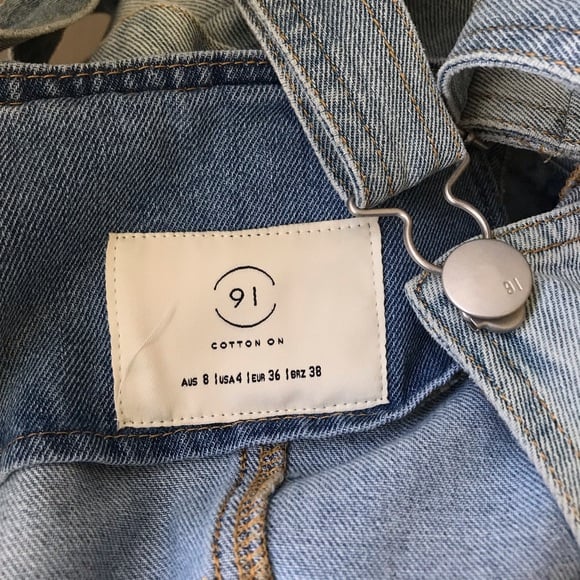 91
COTTON ON
AUS 8 | USA 4 | EUR 36 | BRZ 38
91